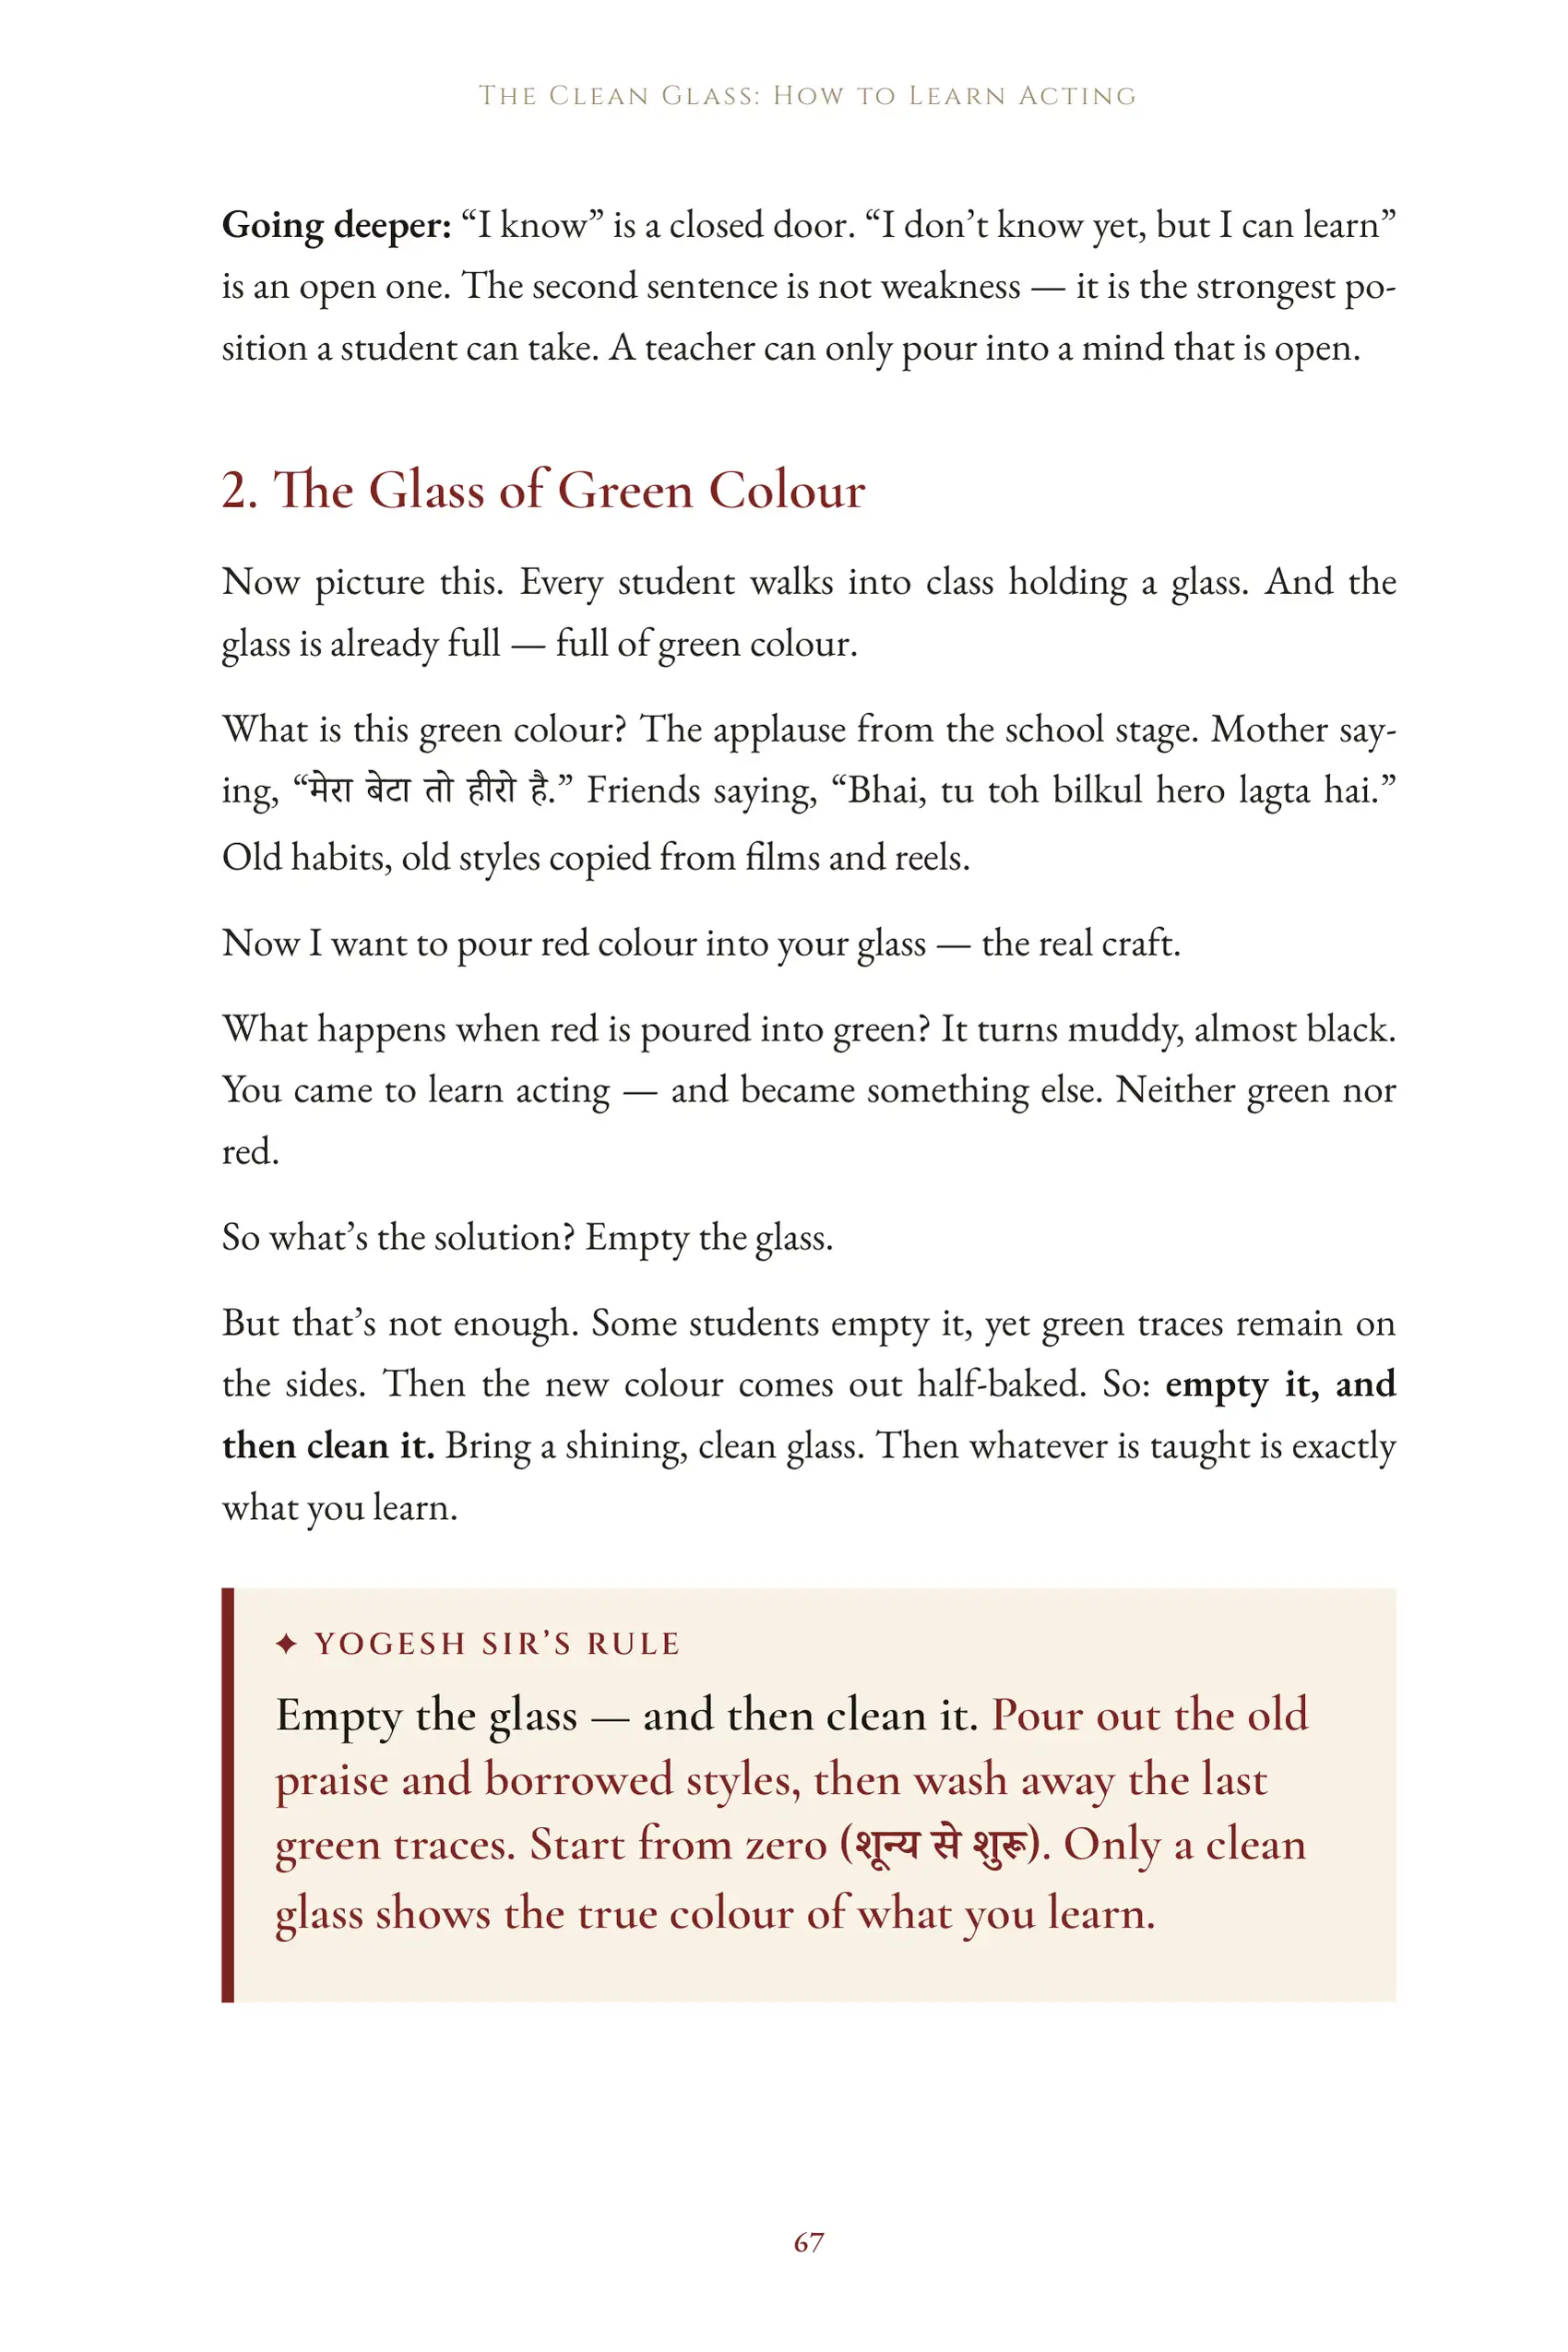 The Clean Glass: How to Learn Acting
Going deeper: “I know” is a closed door. “I don’t know yet, but I can learn”
is an open one. The second sentence is not weakness — it is the strongest po-
sition a student can take. A teacher can only pour into a mind that is open.
2. The Glass of Green Colour
Now picture this. Every student walks into class holding a glass. And the
glass is already full — full of green colour.
What is this green colour? The applause from the school stage. Mother say-
ing, “मेरा बेटा तो हीरो है.” Friends saying, “Bhai, tu toh bilkul hero lagta hai.”
Old habits, old styles copied from films and reels.
Now I want to pour red colour into your glass — the real craft.
What happens when red is poured into green? It turns muddy, almost black.
You came to learn acting — and became something else. Neither green nor
red.
So what’s the solution? Empty the glass.
But that’s not enough. Some students empty it, yet green traces remain on
the sides. Then the new colour comes out half-baked. So: empty it, and
then clean it. Bring a shining, clean glass. Then whatever is taught is exactly
what you learn.
✦ YOGESH SIR’S RULE
Empty the glass — and then clean it. Pour out the old
praise and borrowed styles, then wash away the last
green traces. Start from zero (शून्य से शुरू). Only a clean
glass shows the true colour of what you learn.
67